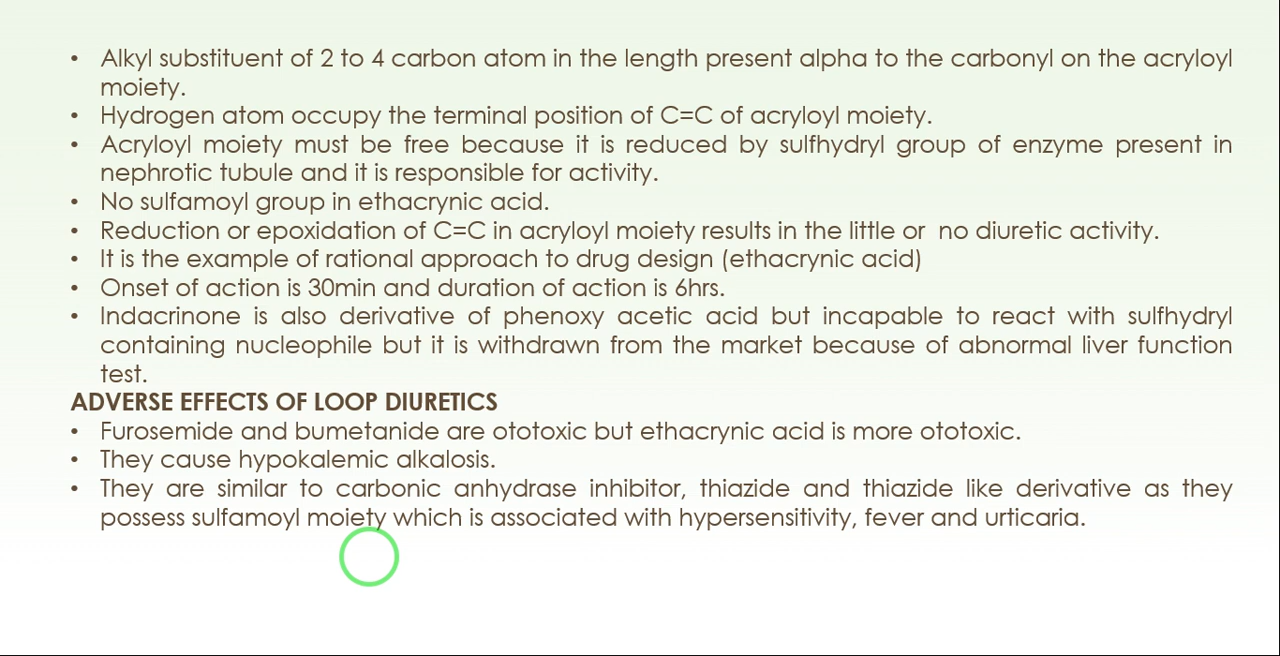 • Alkyl substituent of 2 to 4 carbon atom in the length present alpha to the carbonyl on the acryloyl
moiety.
• Hydrogen atom occupy the terminal position of C=C of acryloyl moiety.
• Acryloyl moiety must be free because it is reduced by sulfhydryl group of enzyme present in
nephrotic tubule and it is responsible for activity.
• No sulfamoyl group in ethacrynic acid.
• Reduction or epoxidation of C=C in acryloyl moiety results in the little or no diuretic activity.
• It is the example of rational approach to drug design (ethacrynic acid)
• Onset of action is 30min and duration of action is 6hrs.
• Indacrinone is also derivative of phenoxy acetic acid but incapable to react with sulfhydryl
containing nucleophile but it is withdrawn from the market because of abnormal liver function
test.
ADVERSE EFFECTS OF LOOP DIURETICS
• Furosemide and bumetanide are ototoxic but ethacrynic acid is more ototoxic.
• They cause hypokalemic alkalosis.
• They are similar to carbonic anhydrase inhibitor, thiazide and thiazide like derivative as they
possess sulfamoyl moiety which is associated with hypersensitivity, fever and urticaria.